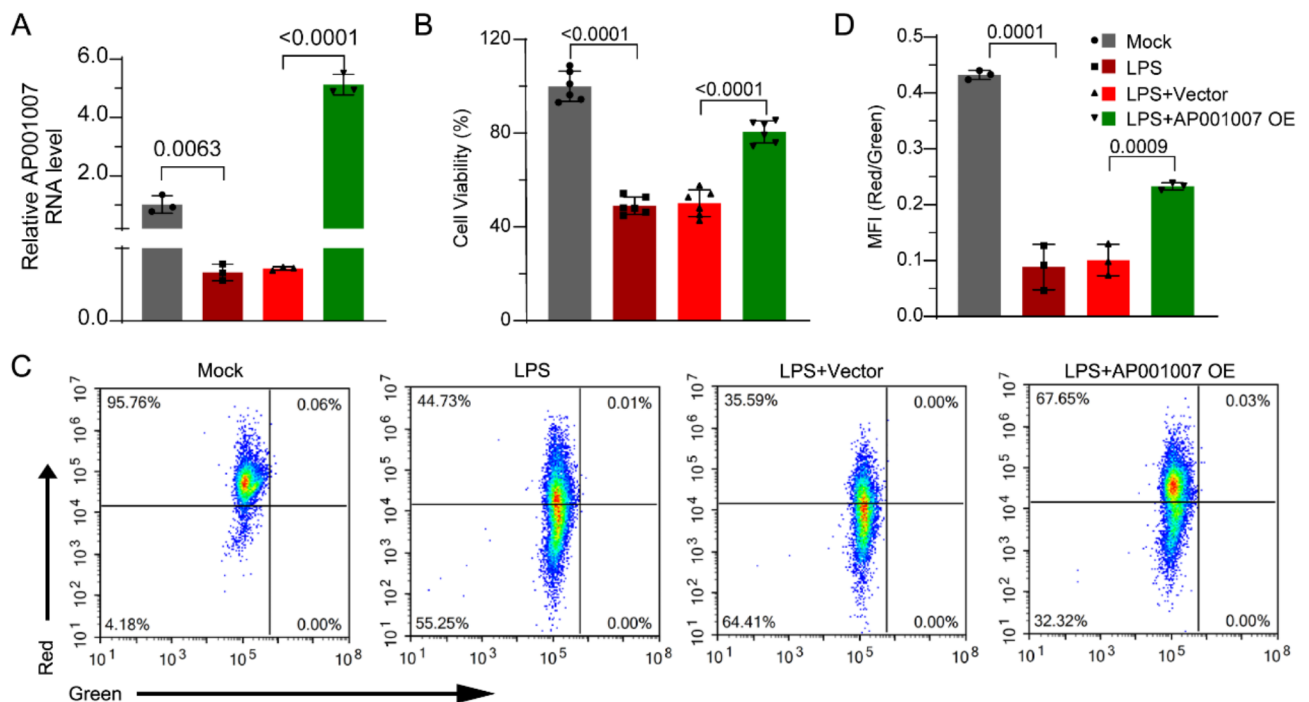 A
Relative AP001007
RNA level
<0.0001
0.0063
6.0
5.0
4.0
2.0
1.0
0.0
B
Cell Viability (%)
<0.0001
<0.0001
120
80
40
0
D
MFI (Red/Green)
0.0001
0.0009
0.5
0.4
0.3
0.2
0.1
0.0
Mock
LPS
LPS+Vector
LPS+AP001007 OE
C
Mock
95.76% 0.06%
4.18% 0.00%
10⁷
10⁶
10⁵
10⁴
10³
10²
10¹
10¹ 10³ 10⁵ 10⁸
LPS
44.73% 0.01%
55.25% 0.00%
10⁷
10⁶
10⁵
10⁴
10³
10²
10¹
10¹ 10³ 10⁵ 10⁸
LPS+Vector
35.59% 0.00%
64.41% 0.00%
10⁷
10⁶
10⁵
10⁴
10³
10²
10¹
10¹ 10³ 10⁵ 10⁸
LPS+AP001007 OE
67.65% 0.03%
32.32% 0.00%
10⁷
10⁶
10⁵
10⁴
10³
10²
10¹
10¹ 10³ 10⁵ 10⁸
Red
Green